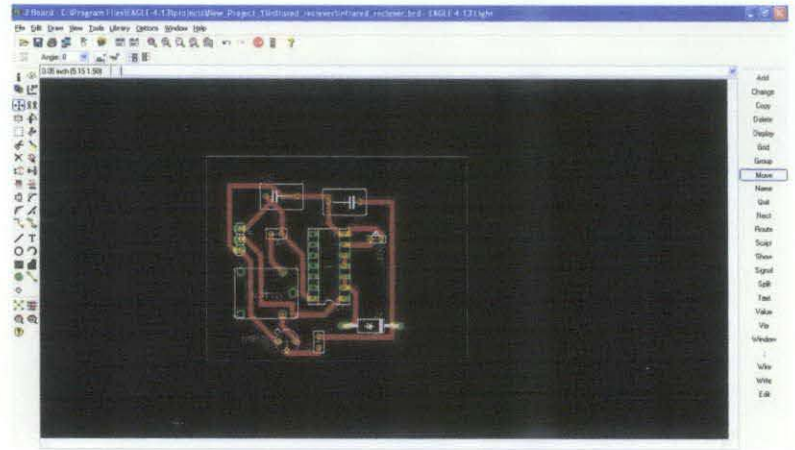 2 Board - C:\Program Files\EAGLE-4.13\projects\New_Project_1\infrared_reciever\infrared_reciever.brd - EAGLE 4.13 Light
File Edit Draw View Tools Library Options Window Help
Angle: 0
0.05 inch (5.15 1.50)
Add
Change
Copy
Delete
Display
Grid
Group
Move
Name
Quit
Rect
Route
Script
Show
Signal
Split
Text
Value
Via
Window
;
Wire
Write
Edit